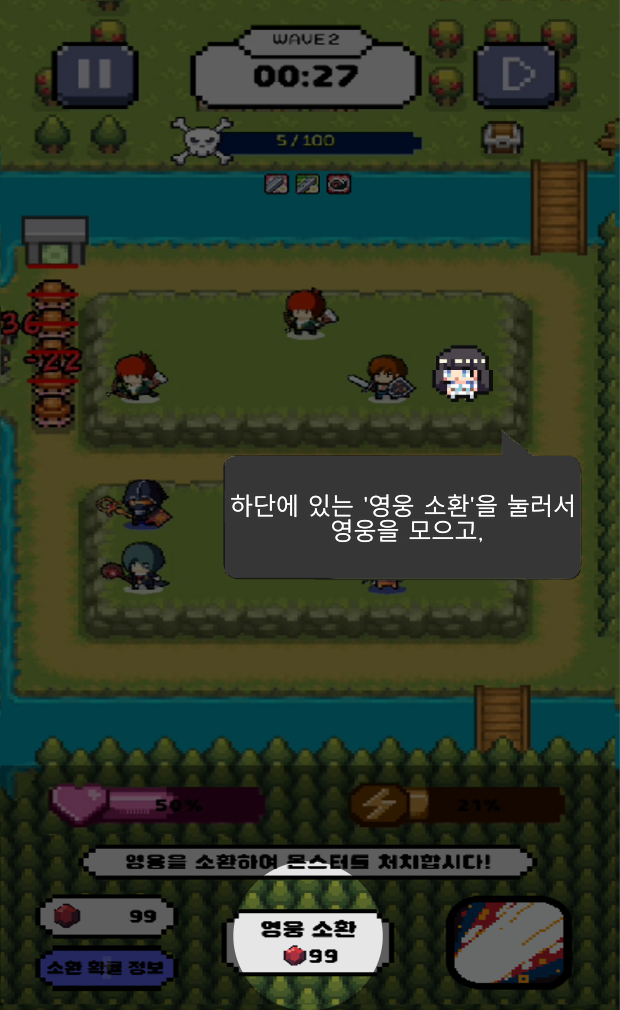 WAVE2
00:27
5/100
36
-22
하단에 있는 '영웅 소환'을 눌러서
영웅을 모으고,
50%
21%
영웅을 소환하여 몬스터를 처치합시다!
99
영웅 소환
99
소환 확률 정보